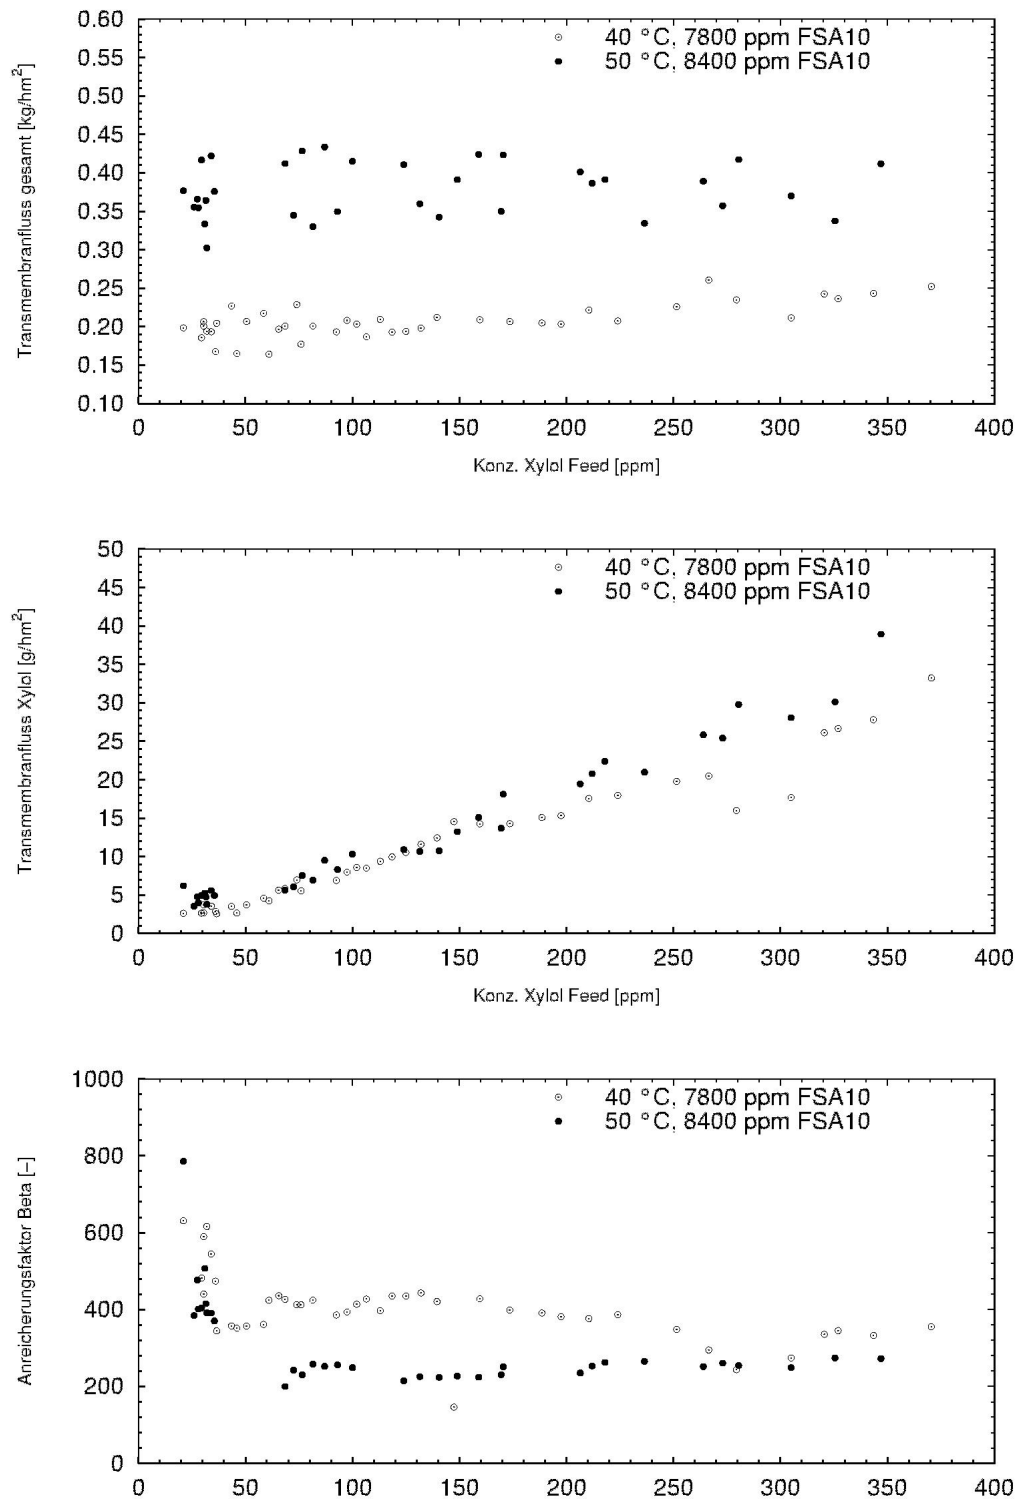 0.60
0.55
0.50
0.45
0.40
0.35
0.30
0.25
0.20
0.15
0.10
Transmembranfluss gesamt [kg/hm²]
40 °C, 7800 ppm FSA10
50 °C, 8400 ppm FSA10
0 50 100 150 200 250 300 350 400
Konz. Xylol Feed [ppm]
50
45
40
35
30
25
20
15
10
5
0
Transmembranfluss Xylol [g/hm²]
40 °C, 7800 ppm FSA10
50 °C, 8400 ppm FSA10
0 50 100 150 200 250 300 350 400
Konz. Xylol Feed [ppm]
1000
800
600
400
200
0
Anreicherungsfaktor Beta [−]
40 °C, 7800 ppm FSA10
50 °C, 8400 ppm FSA10
0 50 100 150 200 250 300 350 400